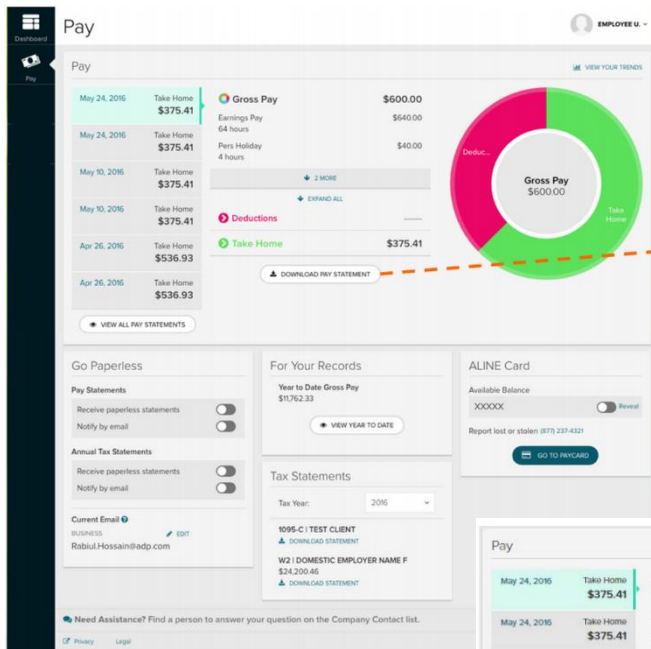 Dashboard
Pay
Pay
EMPLOYEE U.
Pay
VIEW YOUR TRENDS
May 24, 2016 Take Home
$375.41
May 24, 2016 Take Home
$375.41
May 10, 2016 Take Home
$375.41
May 10, 2016 Take Home
$375.41
Apr 26, 2016 Take Home
$536.93
Apr 26, 2016 Take Home
$536.93
VIEW ALL PAY STATEMENTS
Gross Pay $600.00
Earnings Pay $640.00
64 hours
Pers Holiday $40.00
4 hours
2 MORE
EXPAND ALL
Deductions
Take Home $375.41
DOWNLOAD PAY STATEMENT
Deduc...
Gross Pay
$600.00
Take
Home
Go Paperless
Pay Statements
Receive paperless statements
Notify by email
Annual Tax Statements
Receive paperless statements
Notify by email
Current Email
BUSINESS EDIT
Rabiul.Hossain@adp.com
For Your Records
Year to Date Gross Pay
$11,762.33
VIEW YEAR TO DATE
Tax Statements
Tax Year: 2016
1095-C | TEST CLIENT
DOWNLOAD STATEMENT
W2 | DOMESTIC EMPLOYER NAME F
$24,200.46
DOWNLOAD STATEMENT
ALINE Card
Available Balance
XXXXX Reveal
Report lost or stolen (877) 237-4321
GO TO PAYCARD
Need Assistance? Find a person to answer your question on the Company Contact list.
Privacy Legal
Pay
May 24, 2016 Take Home
$375.41
May 24, 2016 Take Home
$375.41